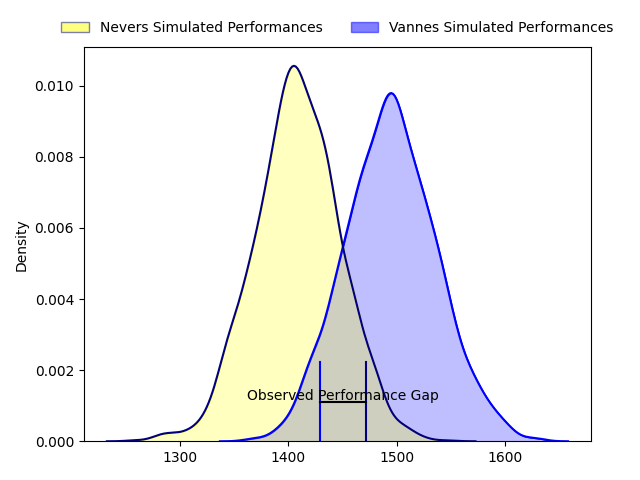 Nevers Simulated Performances Vannes Simulated Performances
0.010
0.008
0.006
0.004
0.002
0.000
Density
Observed Performance Gap
1300 1400 1500 1600